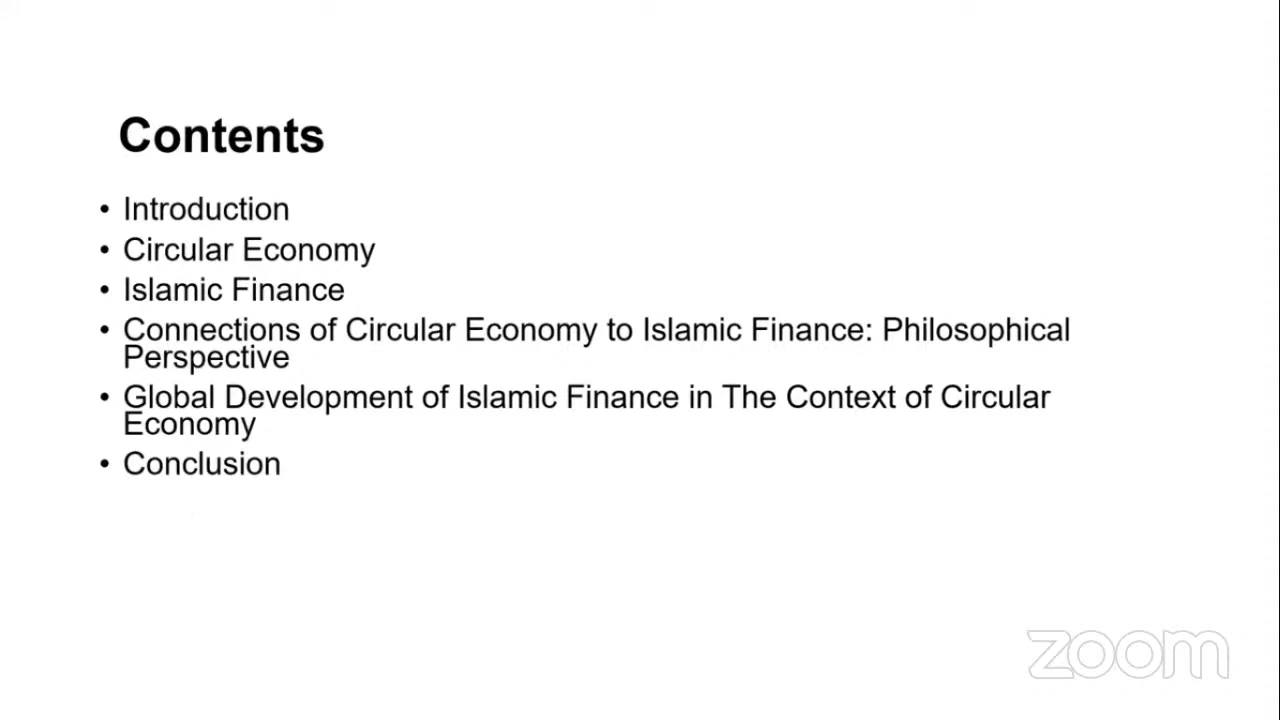 Contents
• Introduction
• Circular Economy
• Islamic Finance
• Connections of Circular Economy to Islamic Finance: Philosophical
Perspective
• Global Development of Islamic Finance in The Context of Circular
Economy
• Conclusion
zoom